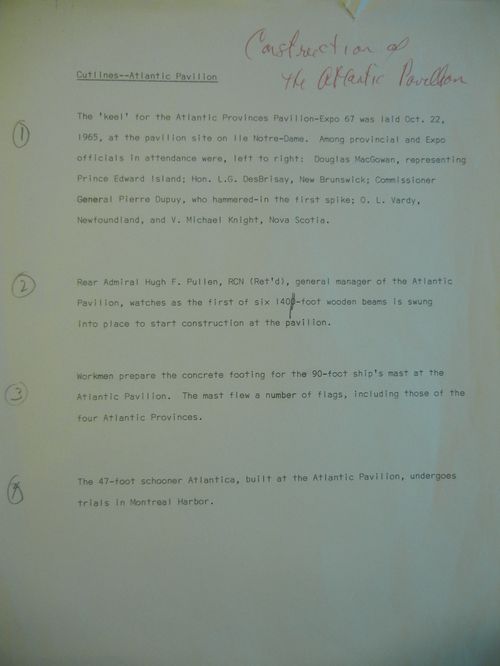 Construction of
the Atlantic Pavillion
Cutlines--Atlantic Pavilion
1
The 'keel' for the Atlantic Provinces Pavilion-Expo 67 was laid Oct. 22,
1965, at the pavilion site on Ile Notre-Dame. Among provincial and Expo
officials in attendance were, left to right: Douglas MacGowan, representing
Prince Edward Island; Hon. L.G. DesBrisay, New Brunswick; Commissioner
General Pierre Dupuy, who hammered-in the first spike; O. L. Vardy,
Newfoundland, and V. Michael Knight, Nova Scotia.
2
Rear Admiral Hugh F. Pullen, RCN (Ret'd), general manager of the Atlantic
Pavilion, watches as the first of six 140-foot wooden beams is swung
into place to start construction at the pavilion.
3
Workmen prepare the concrete footing for the 90-foot ship's mast at the
Atlantic Pavilion. The mast flew a number of flags, including those of the
four Atlantic Provinces.
4
The 47-foot schooner Atlantica, built at the Atlantic Pavilion, undergoes
trials in Montreal Harbor.